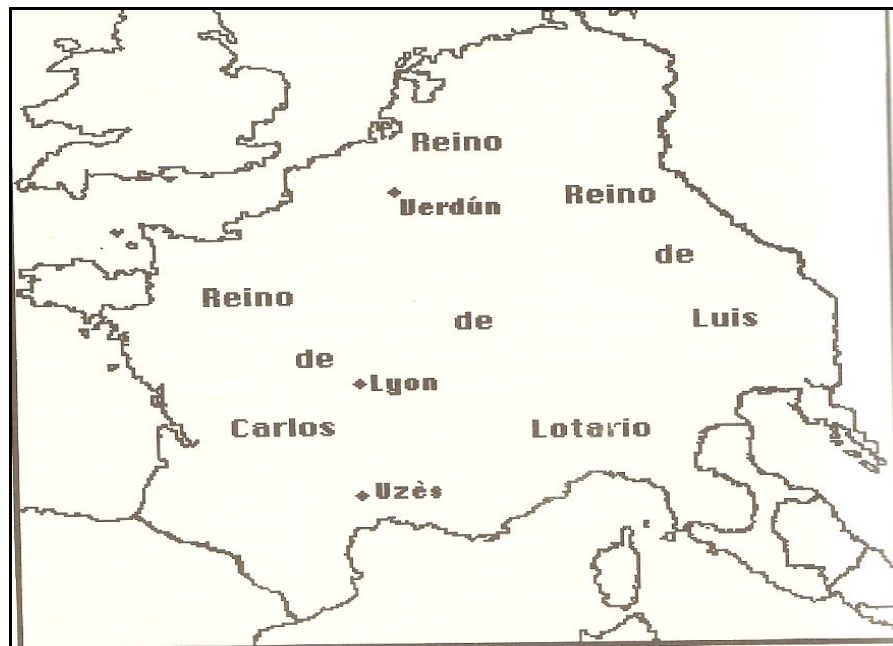 Reino
Verdún
Reino
de
Luis
Reino
de
Carlos
de
Lotario
Lyon
Uzès